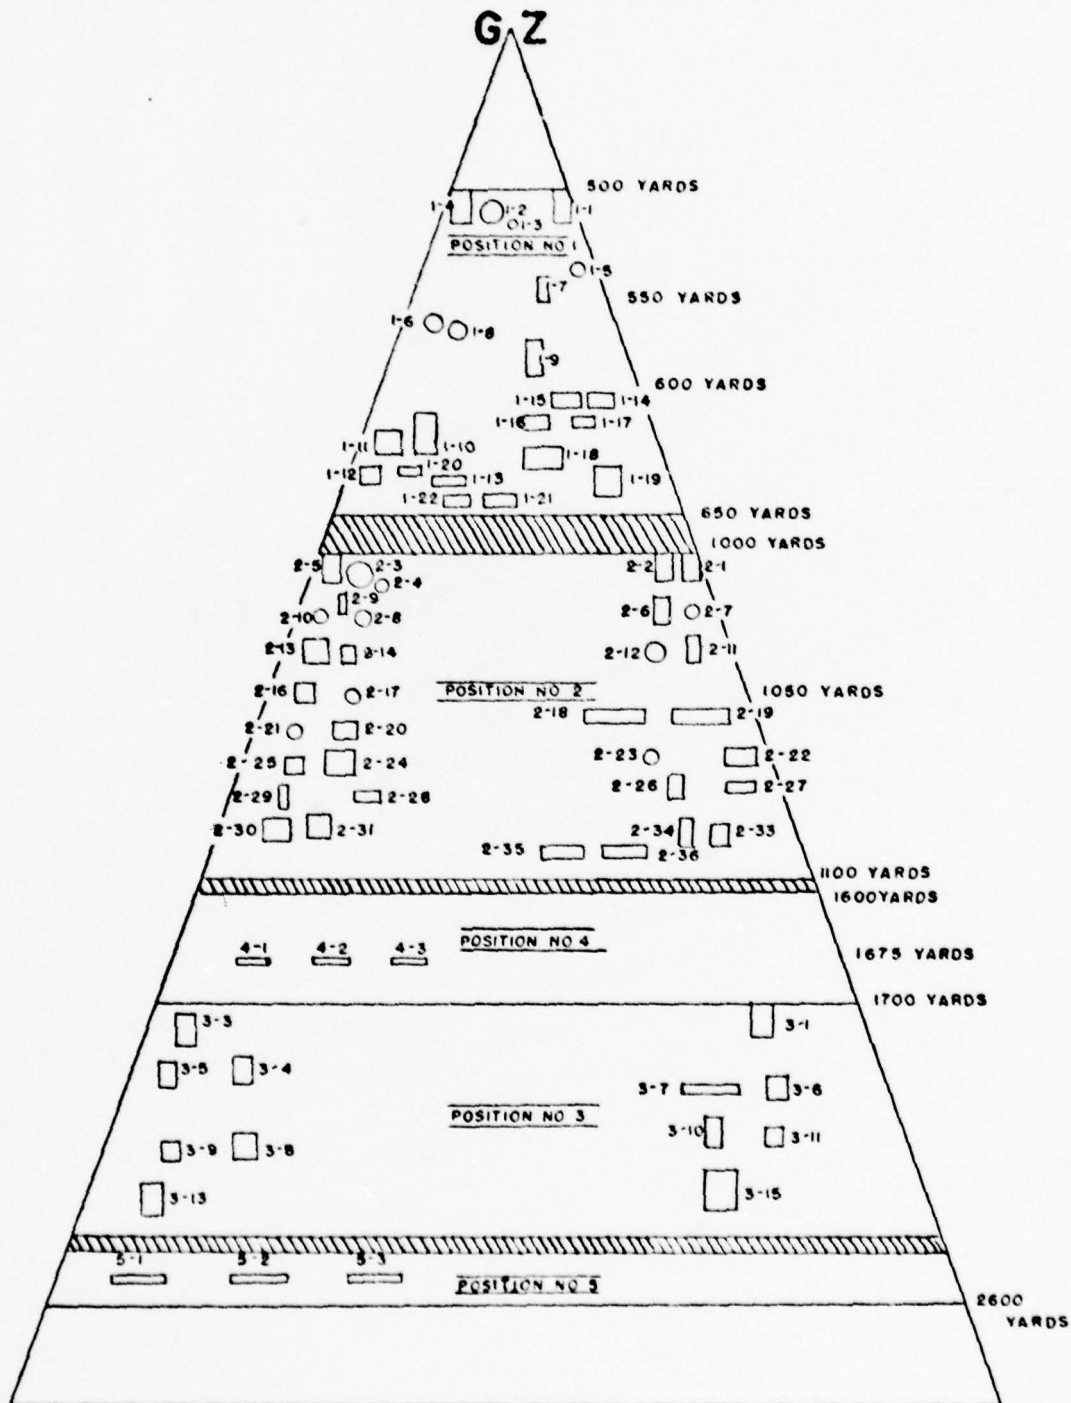 GZ
500 YARDS
1-4 1-2 1-1
1-3
POSITION NO 1
1-5
1-7 550 YARDS
1-6 1-8
1-9
600 YARDS
1-15 1-14
1-16 1-17
1-11 1-10 1-18
1-12 1-20 1-13 1-19
1-22 1-21
650 YARDS
1000 YARDS
2-5 2-3 2-2 2-1
2-4
2-9
2-10 2-8 2-6 2-7
2-13 2-14 2-12 2-11
2-16 2-17 POSITION NO 2 1050 YARDS
2-18 2-19
2-21 2-20
2-25 2-24 2-23 2-22
2-29 2-28 2-26 2-27
2-30 2-31 2-34 2-33
2-35 2-36
1100 YARDS
1600 YARDS
4-1 4-2 4-3 POSITION NO 4
1675 YARDS
1700 YARDS
3-3 3-1
3-5 3-4
3-7 3-6
POSITION NO 3
3-10 3-11
3-9 3-8
3-13 3-15
5-1 5-2 5-3
POSITION NO 5
2600
YARDS